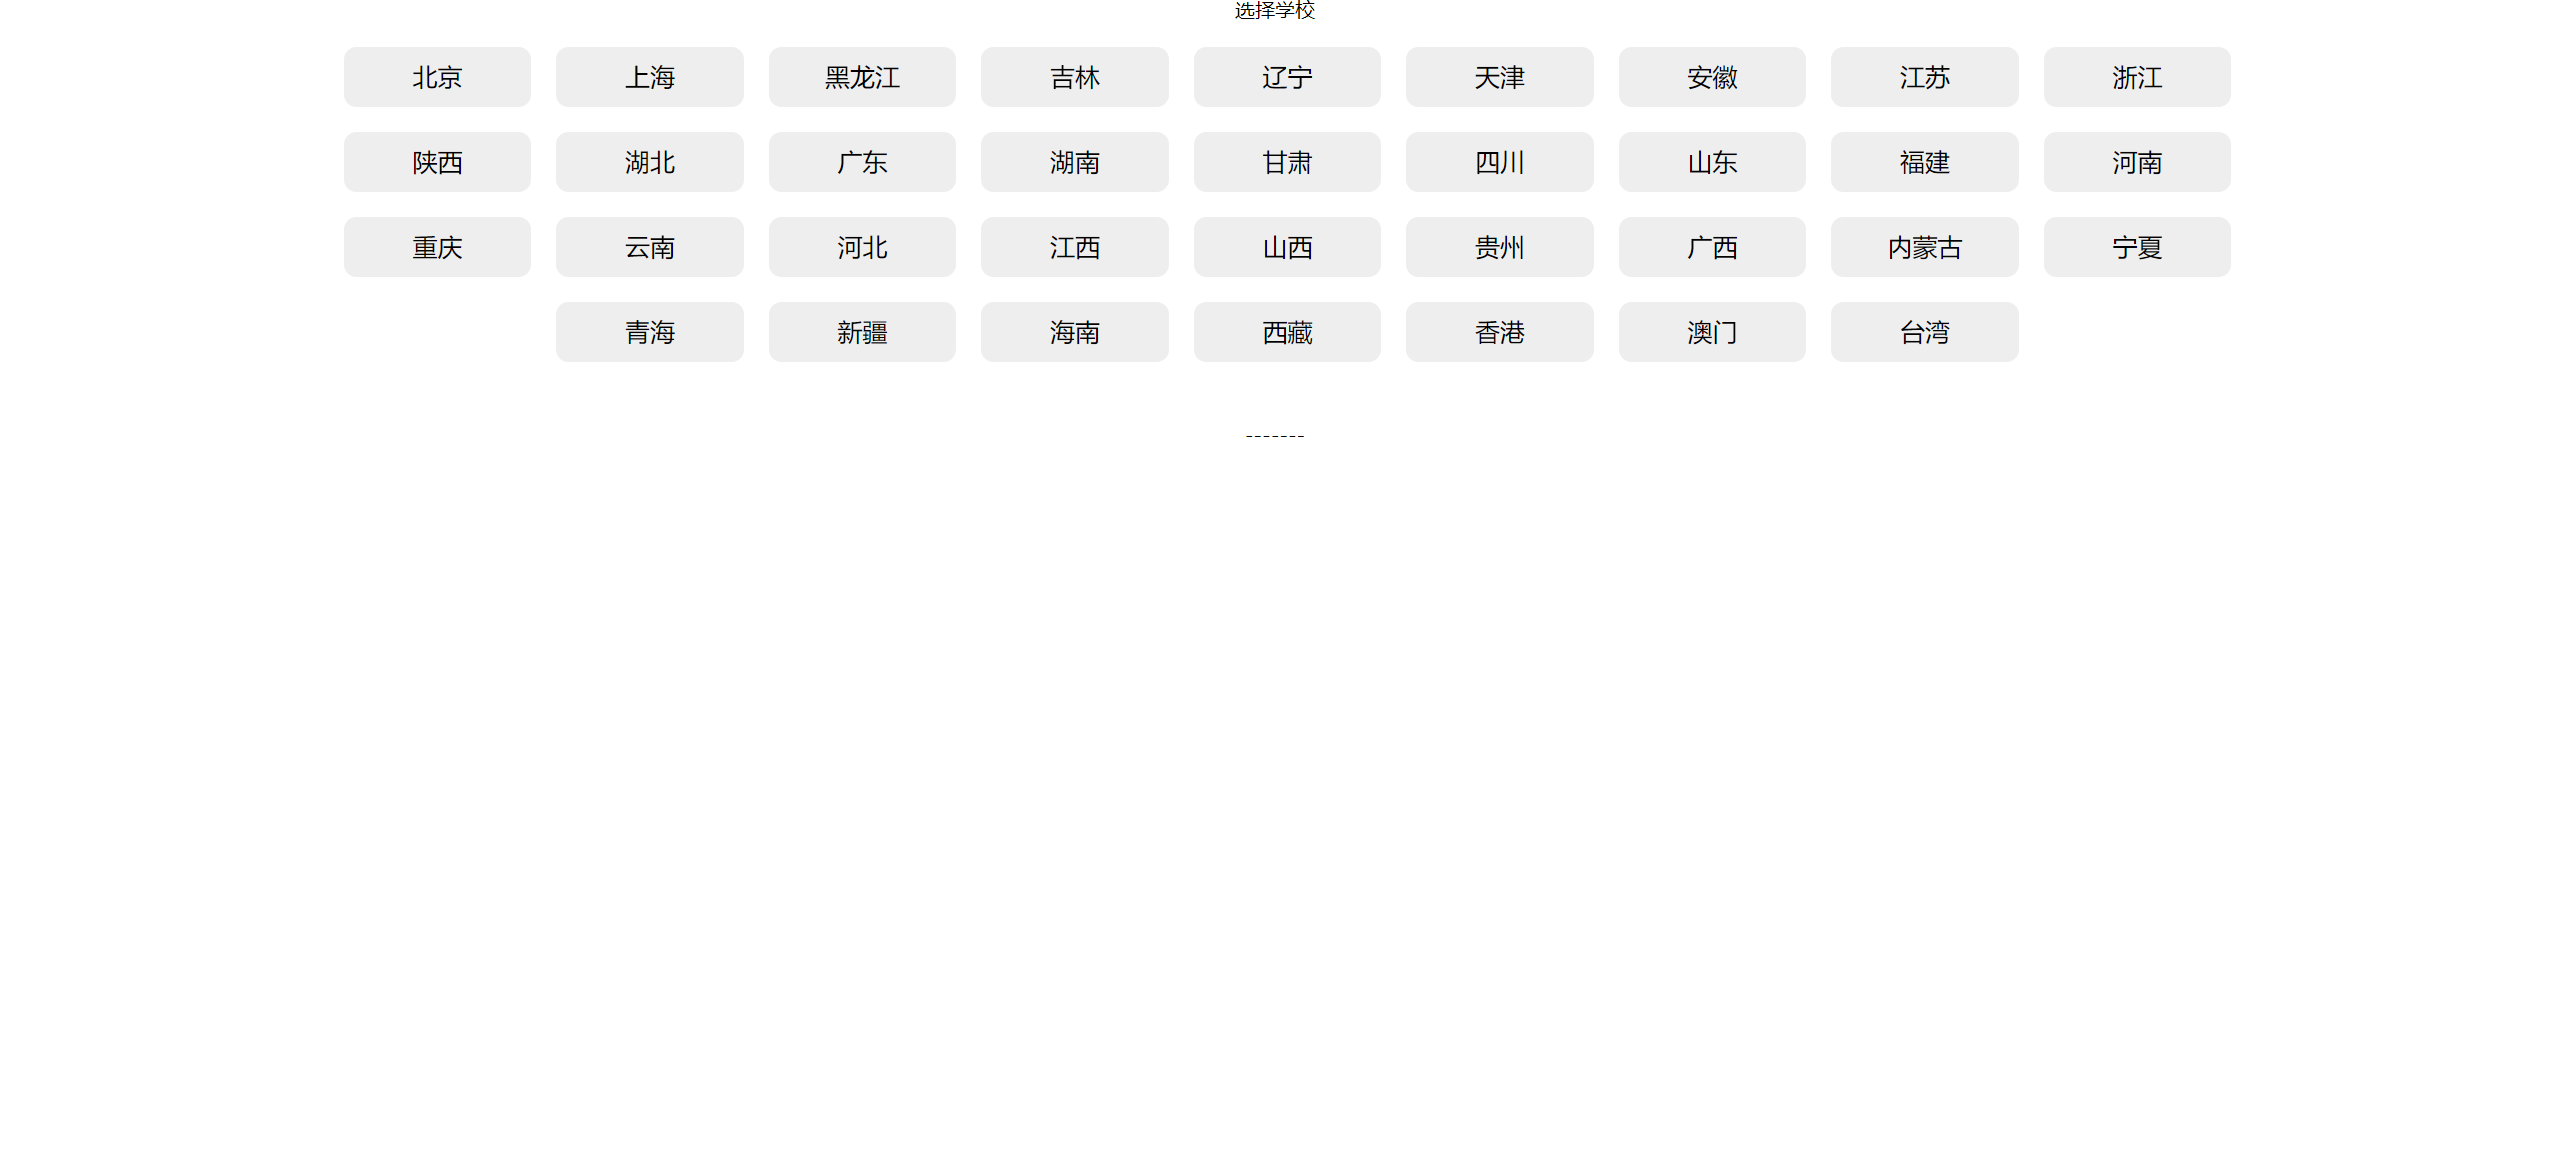 选择学校
北京 上海 黑龙江 吉林 辽宁 天津 安徽 江苏 浙江
陕西 湖北 广东 湖南 甘肃 四川 山东 福建 河南
重庆 云南 河北 江西 山西 贵州 广西 内蒙古 宁夏
青海 新疆 海南 西藏 香港 澳门 台湾
-------